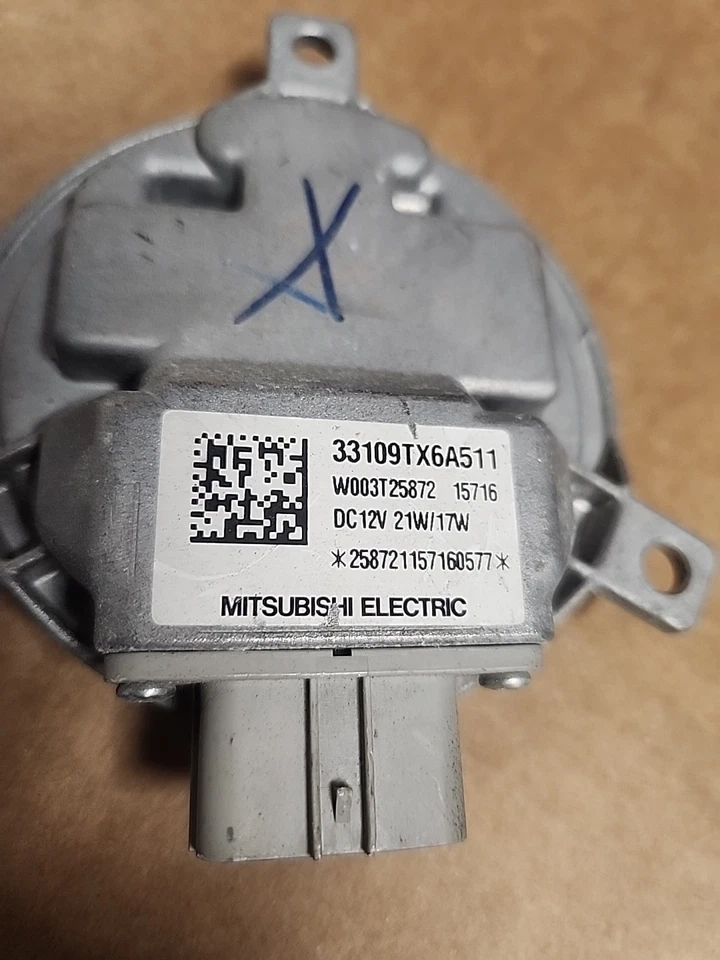 X
33109TX6A511
W003T25872 15716
DC12V 21W/17W
*258721157160577*
MITSUBISHI ELECTRIC